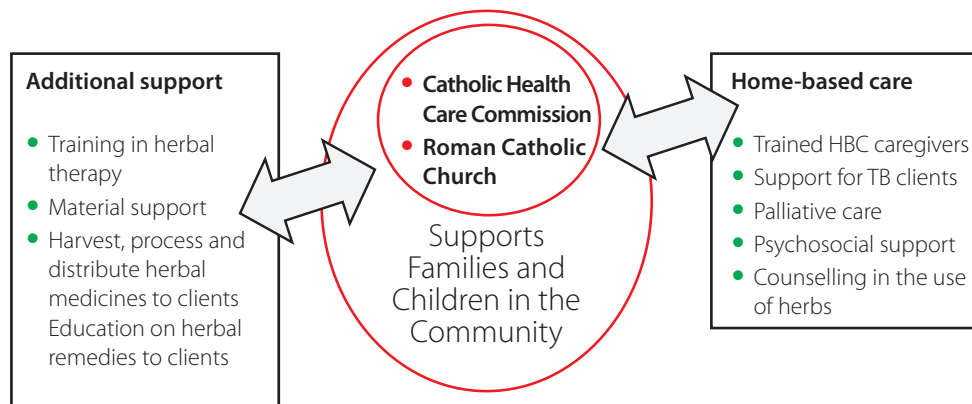 Additional support
• Training in herbal
therapy
• Material support
• Harvest, process and
distribute herbal
medicines to clients
Education on herbal
remedies to clients
• Catholic Health
Care Commission
• Roman Catholic
Church
Supports
Families and
Children in the
Community
Home-based care
• Trained HBC caregivers
• Support for TB clients
• Palliative care
• Psychosocial support
• Counselling in the use
of herbs